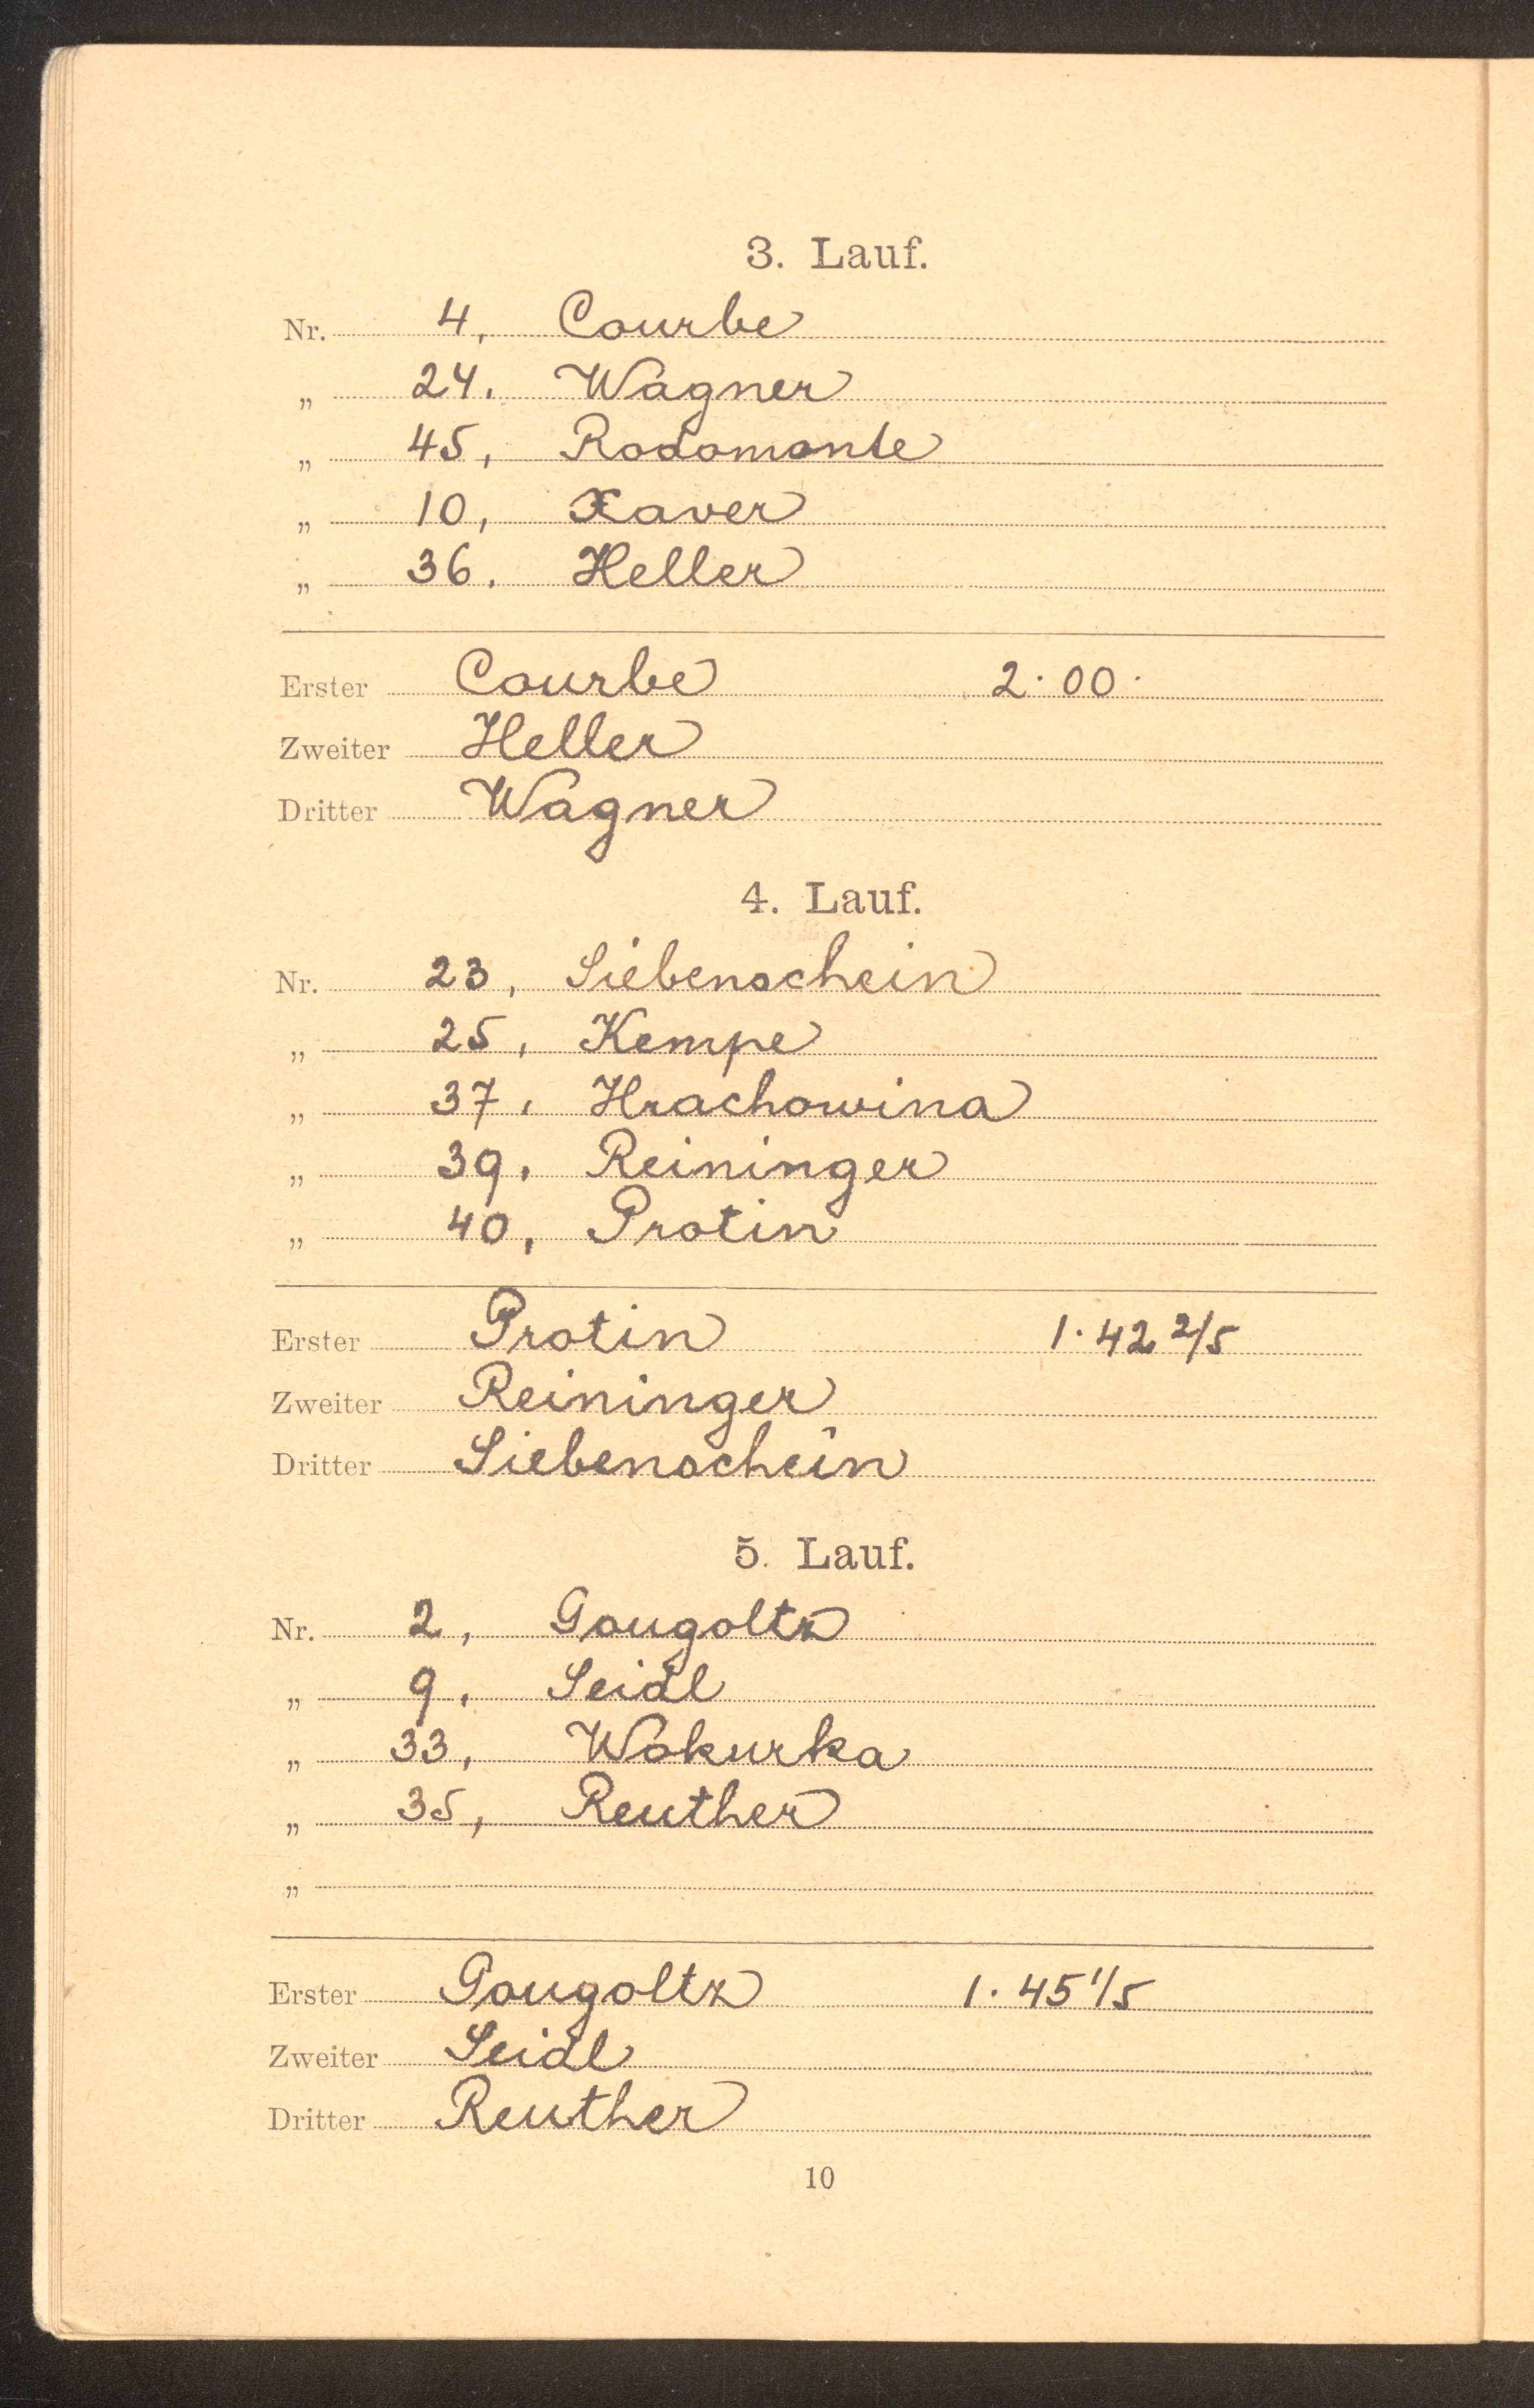 3. Lauf.
Nr. 4, Courbe
„ 24. Wagner
„ 45, Rodomonte
„ 10, Xaver
„ 36. Heller
Erster Courbe 2·00·
Zweiter Heller
Dritter Wagner
4. Lauf.
Nr. 23, Siebenschein
„ 25, Kempe
„ 37, Hrachowina
„ 39, Reininger
„ 40, Protin
Erster Protin 1·42 2/5
Zweiter Reininger
Dritter Siebenschein
5. Lauf.
Nr. 2, Gougoltz
„ 9, Seidl
„ 33, Wokurka
„ 35, Reuther
„
Erster Gougoltz 1·45 1/5
Zweiter Seidl
Dritter Reuther
10